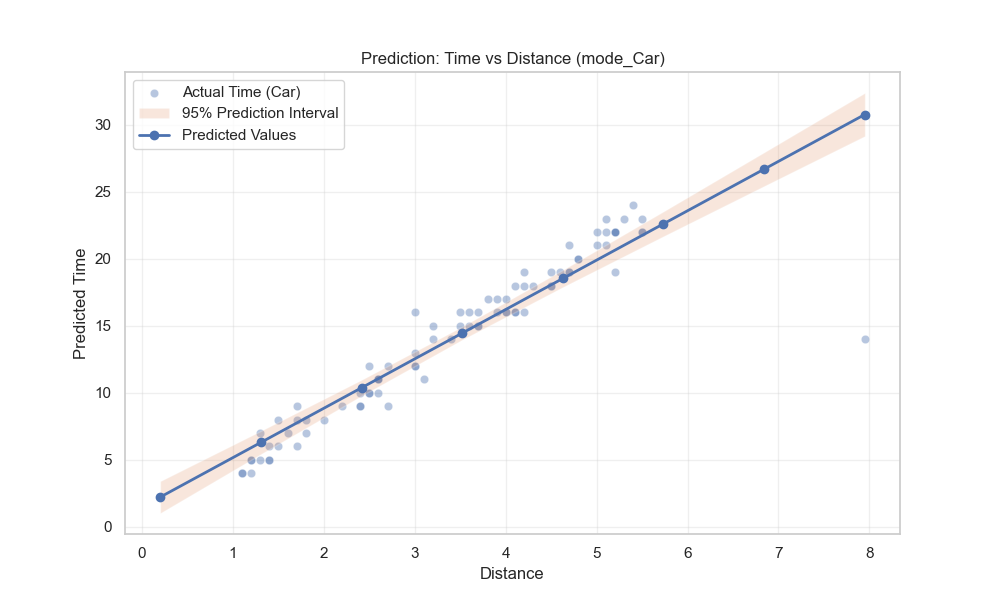 Prediction: Time vs Distance (mode_Car)
Actual Time (Car)
95% Prediction Interval
Predicted Values
Predicted Time
30
25
20
15
10
5
0
0 1 2 3 4 5 6 7 8
Distance